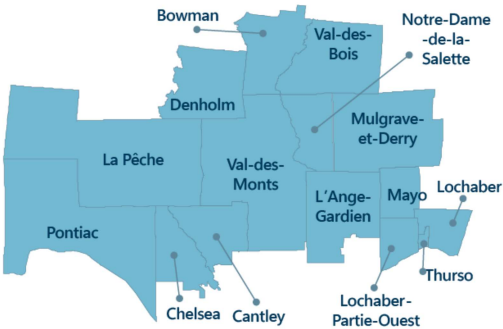 Bowman
Notre-Dame
-de-la-
Salette
Val-des-
Bois
Denholm
Mulgrave-
et-Derry
La Pêche
Val-des-
Monts
L'Ange-
Gardien
Mayo
Lochaber
Pontiac
Thurso
Chelsea
Cantley
Lochaber-
Partie-Ouest